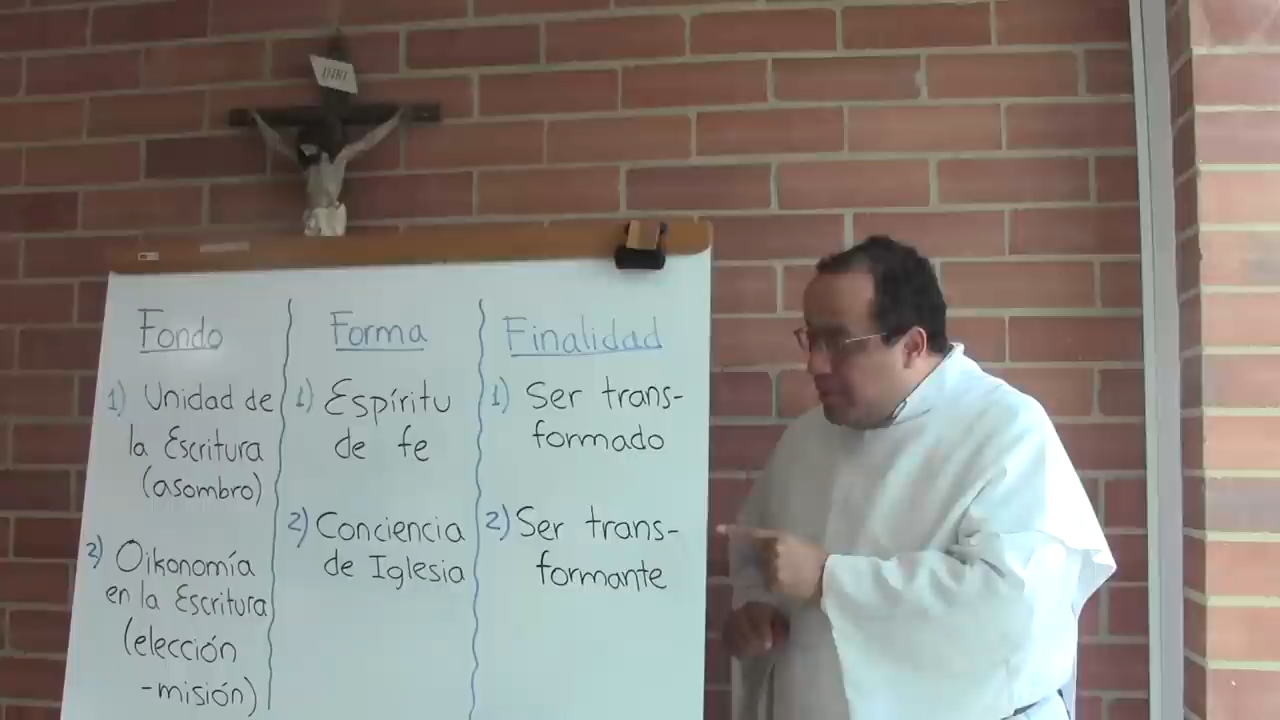 INRI
Fondo
1) Unidad de
la Escritura
(asombro)
2) Oikonomía
en la Escritura
(elección
-misión)
Forma
1) Espíritu
de fe
2) Conciencia
de Iglesia
Finalidad
1) Ser trans-
formado
2) Ser trans-
formante